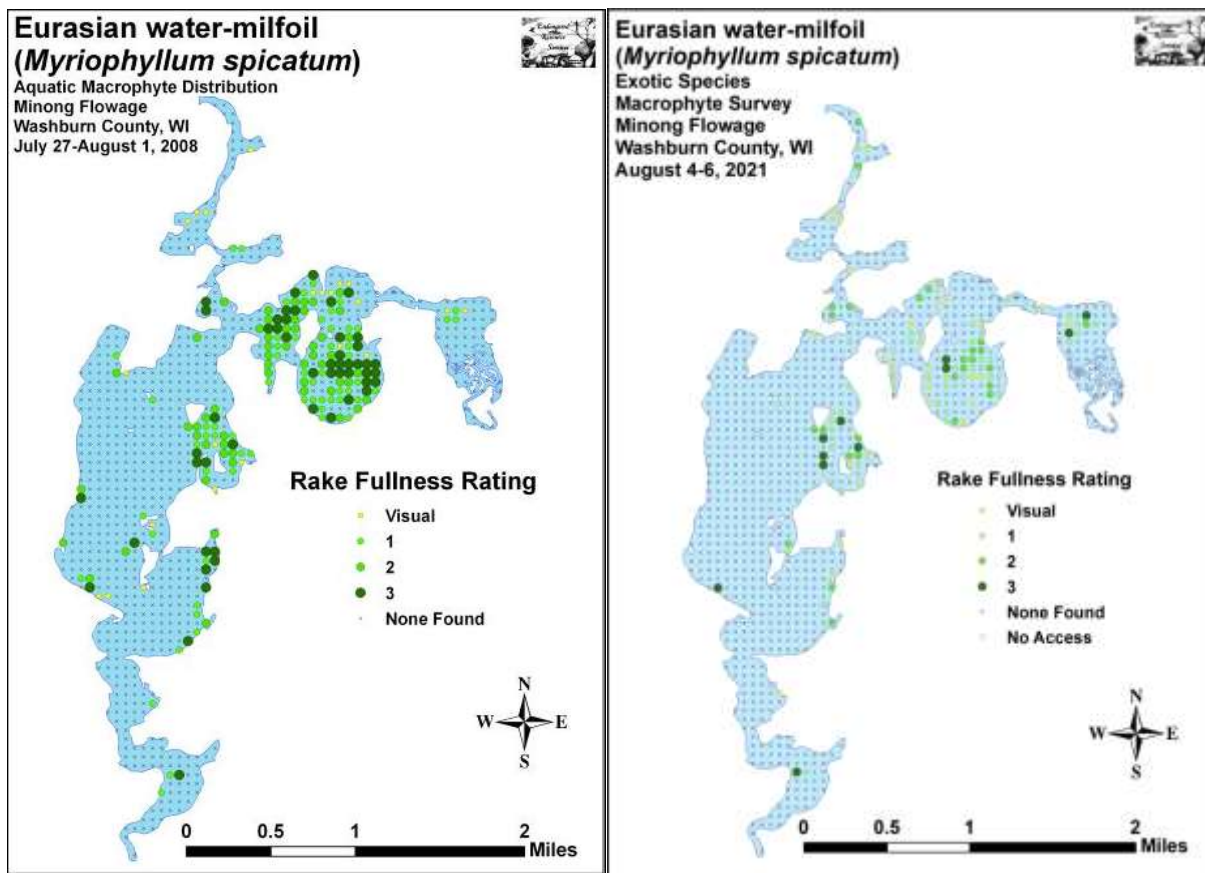 Eurasian water-milfoil
(Myriophyllum spicatum)
Aquatic Macrophyte Distribution
Minong Flowage
Washburn County, WI
July 27-August 1, 2008
Endangered
Resource
Services
Rake Fullness Rating
Visual
1
2
3
None Found
N
W E
S
0 0.5 1 2
Miles
Eurasian water-milfoil
(Myriophyllum spicatum)
Exotic Species
Macrophyte Survey
Minong Flowage
Washburn County, WI
August 4-6, 2021
Rake Fullness Rating
Visual
1
2
3
None Found
No Access
N
W E
S
0 0.5 1 2
Miles